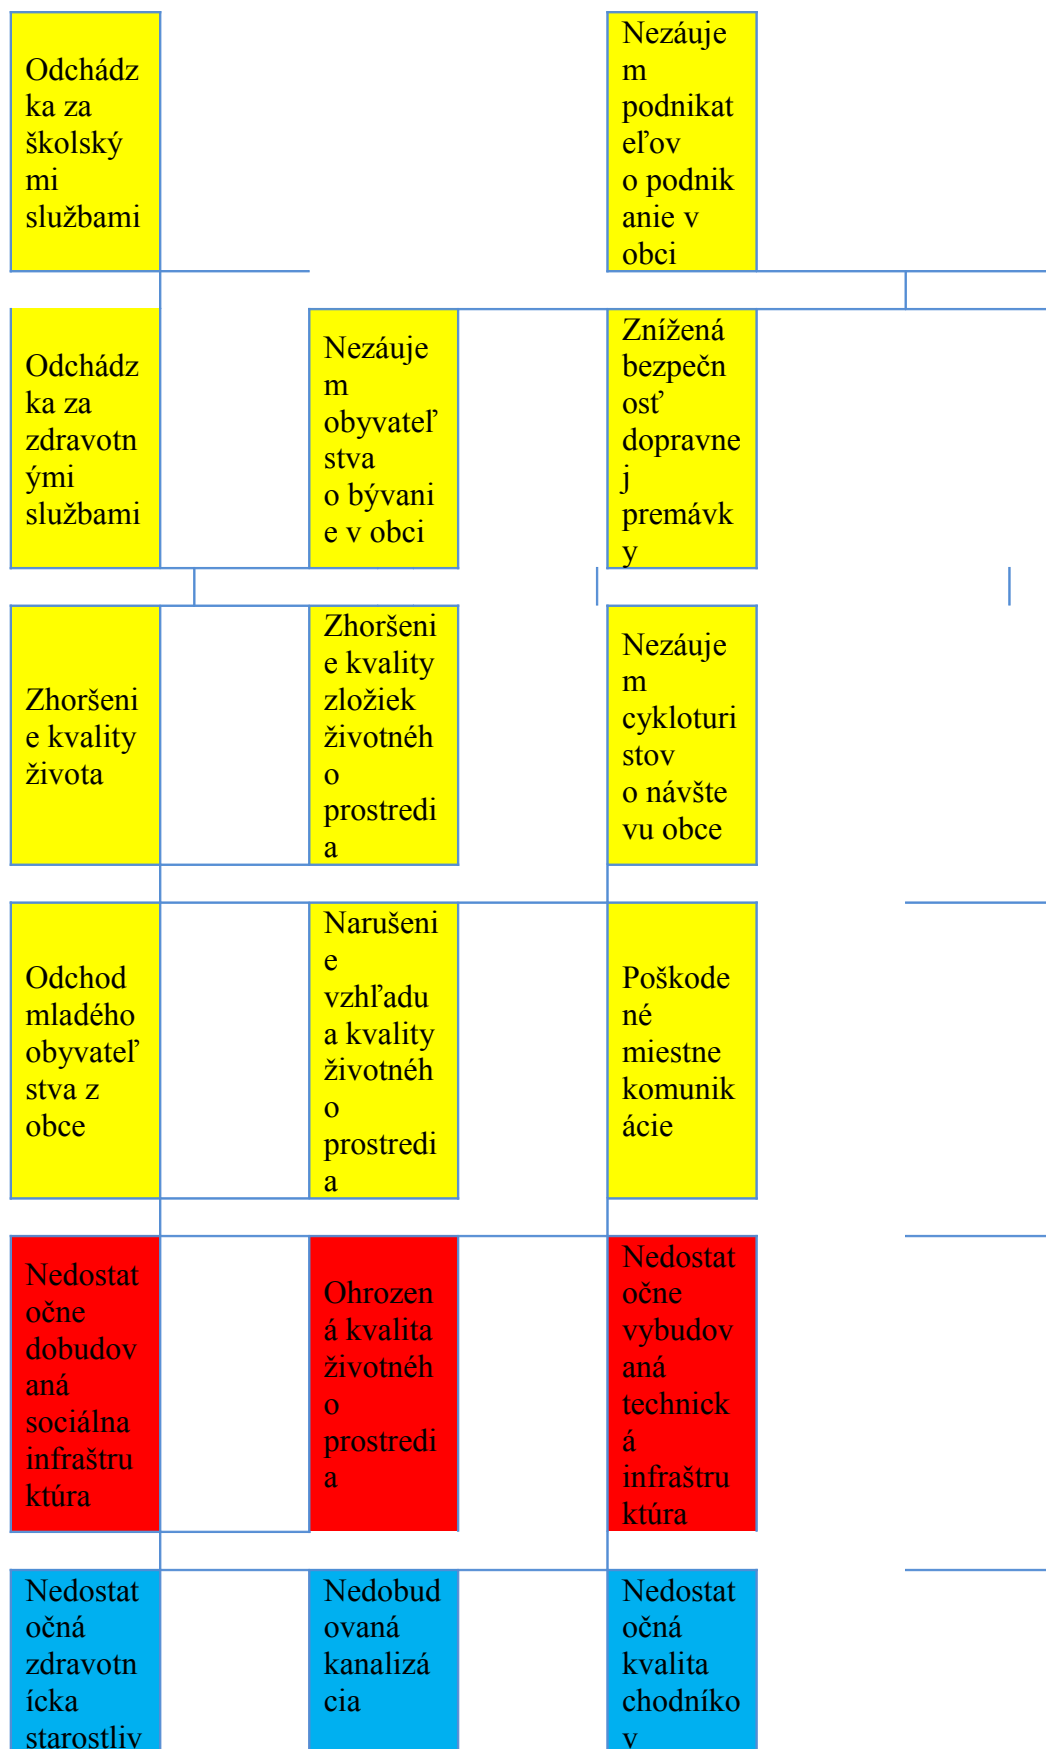 Odchádz
ka za
školský
mi
službami
Nezáuje
m
podnikat
eľov
o podnik
anie v
obci
Odchádz
ka za
zdravotn
ými
službami
Nezáuje
m
obyvateľ
stva
o bývani
e v obci
Znížená
bezpečn
osť
dopravne
j
premávk
y
Zhoršeni
e kvality
života
Zhoršeni
e kvality
zložiek
životnéh
o
prostredi
a
Nezáuje
m
cykloturi
stov
o návšte
vu obce
Odchod
mladého
obyvateľ
stva z
obce
Narušeni
e
vzhľadu
a kvality
životnéh
o
prostredi
a
Poškode
né
miestne
komunik
ácie
Nedostat
očne
dobudov
aná
sociálna
infraštru
ktúra
Ohrozen
á kvalita
životnéh
o
prostredi
a
Nedostat
očne
vybudov
aná
technick
á
infraštru
ktúra
Nedostat
očná
zdravotn
ícka
starostliv
Nedobud
ovaná
kanalizá
cia
Nedostat
očná
kvalita
chodníko
v